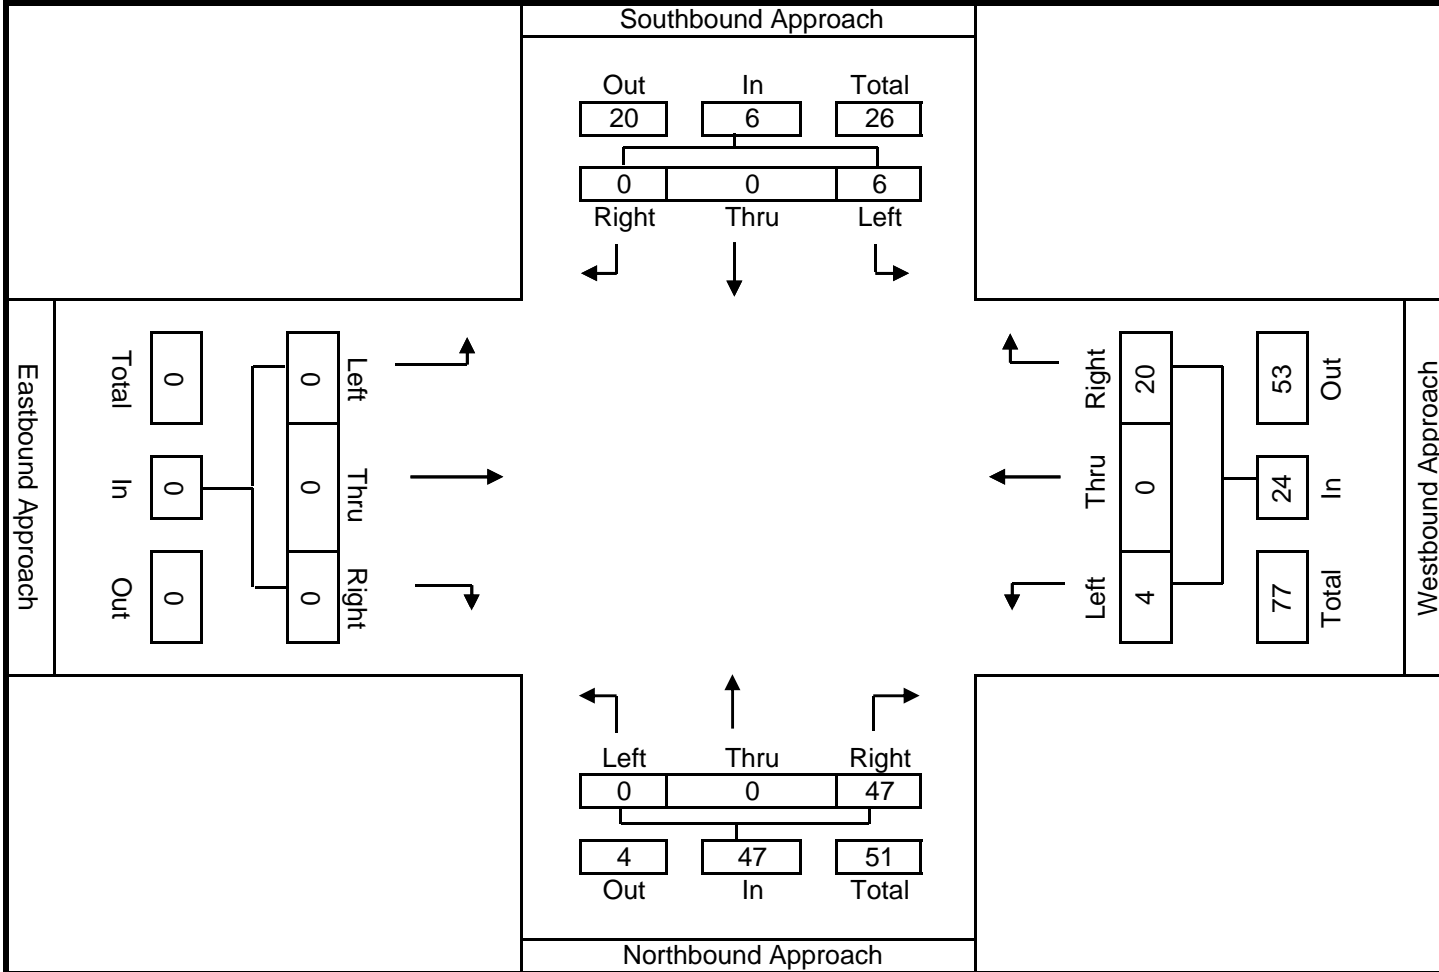 Southbound Approach
Out In Total
20 6 26
0 0 6
Right Thru Left
Eastbound Approach
Total In Out
0 0 0
0 0 0
Left Thru Right
Right Thru Left
20 0 4
53 24 77
Out In Total
Westbound Approach
Left Thru Right
0 0 47
4 47 51
Out In Total
Northbound Approach